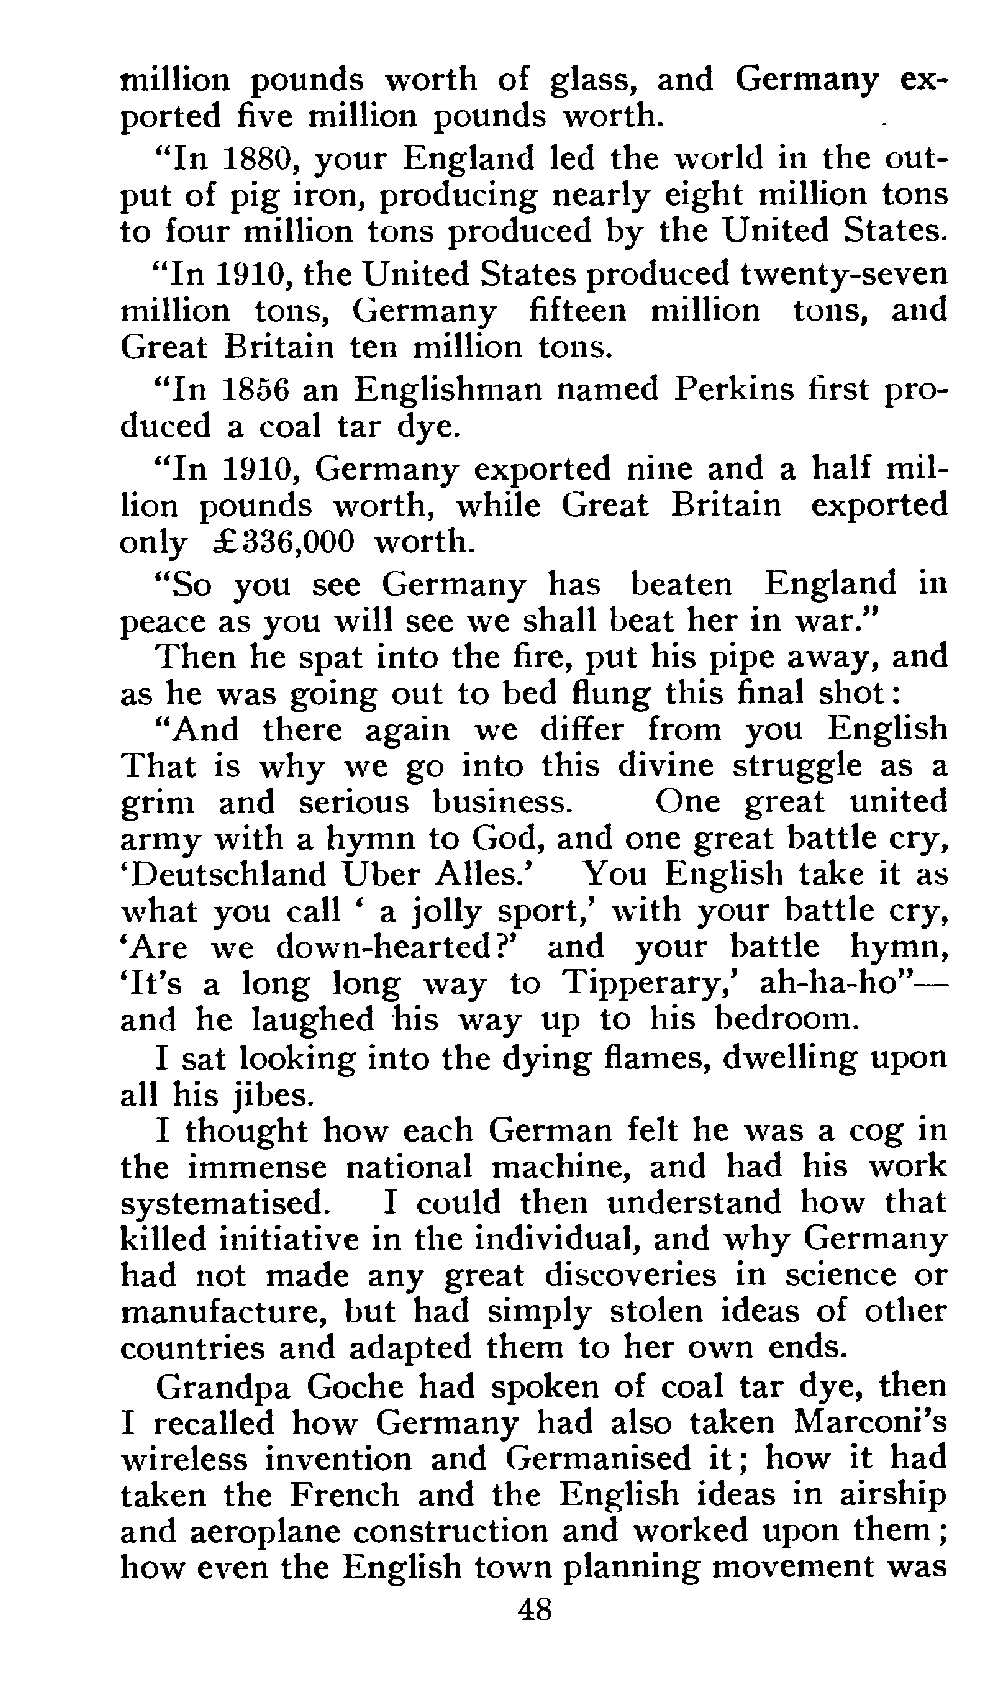 million pounds worth of glass, and Germany ex-
ported five million pounds worth.
"In 1880, your England led the world in the out-
put of pig iron, producing nearly eight million tons
to four million tons produced by the United States.
"In 1910, the United States produced twenty-seven
million tons, Germany fifteen million tons, and
Great Britain ten million tons.
"In 1856 an Englishman named Perkins first pro-
duced a coal tar dye.
"In 1910, Germany exported nine and a half mil-
lion pounds worth, while Great Britain exported
only £336,000 worth.
"So you see Germany has beaten England in
peace as you will see we shall beat her in war."
Then he spat into the fire, put his pipe away, and
as he was going out to bed flung this final shot:
"And there again we differ from you English
That is why we go into this divine struggle as a
grim and serious business. One great united
army with a hymn to God, and one great battle cry,
'Deutschland Uber Alles.' You English take it as
what you call ' a jolly sport,' with your battle cry,
'Are we down-hearted?' and your battle hymn,
'It's a long long way to Tipperary,' ah-ha-ho"—
and he laughed his way up to his bedroom.
I sat looking into the dying flames, dwelling upon
all his jibes.
I thought how each German felt he was a cog in
the immense national machine, and had his work
systematised. I could then understand how that
killed initiative in the individual, and why Germany
had not made any great discoveries in science or
manufacture, but had simply stolen ideas of other
countries and adapted them to her own ends.
Grandpa Goche had spoken of coal tar dye, then
I recalled how Germany had also taken Marconi's
wireless invention and Germanised it; how it had
taken the French and the English ideas in airship
and aeroplane construction and worked upon them;
how even the English town planning movement was
48